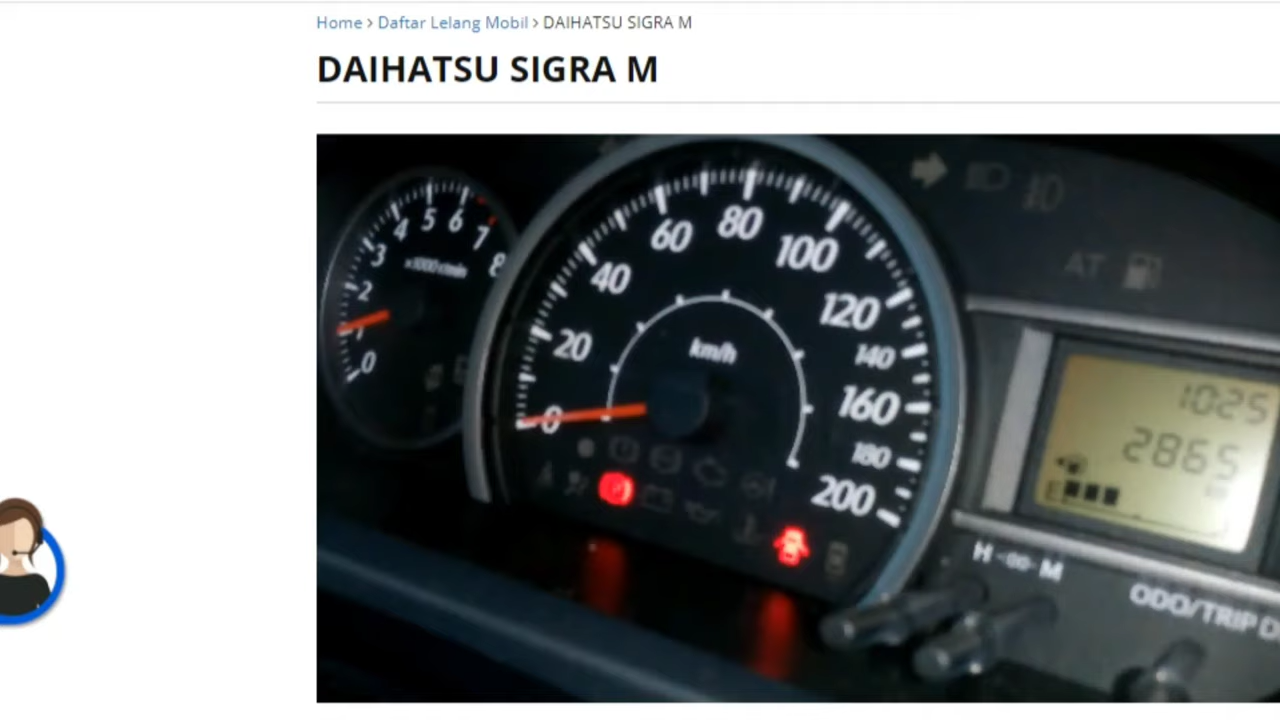 Home > Daftar Lelang Mobil > DAIHATSU SIGRA M
DAIHATSU SIGRA M
0
1
2
3
4
5
6
7
8
x1000r/min
0
20
40
60
80
100
120
140
160
180
200
km/h
AT
1025
2865
E
H
M
ODO/TRIP D